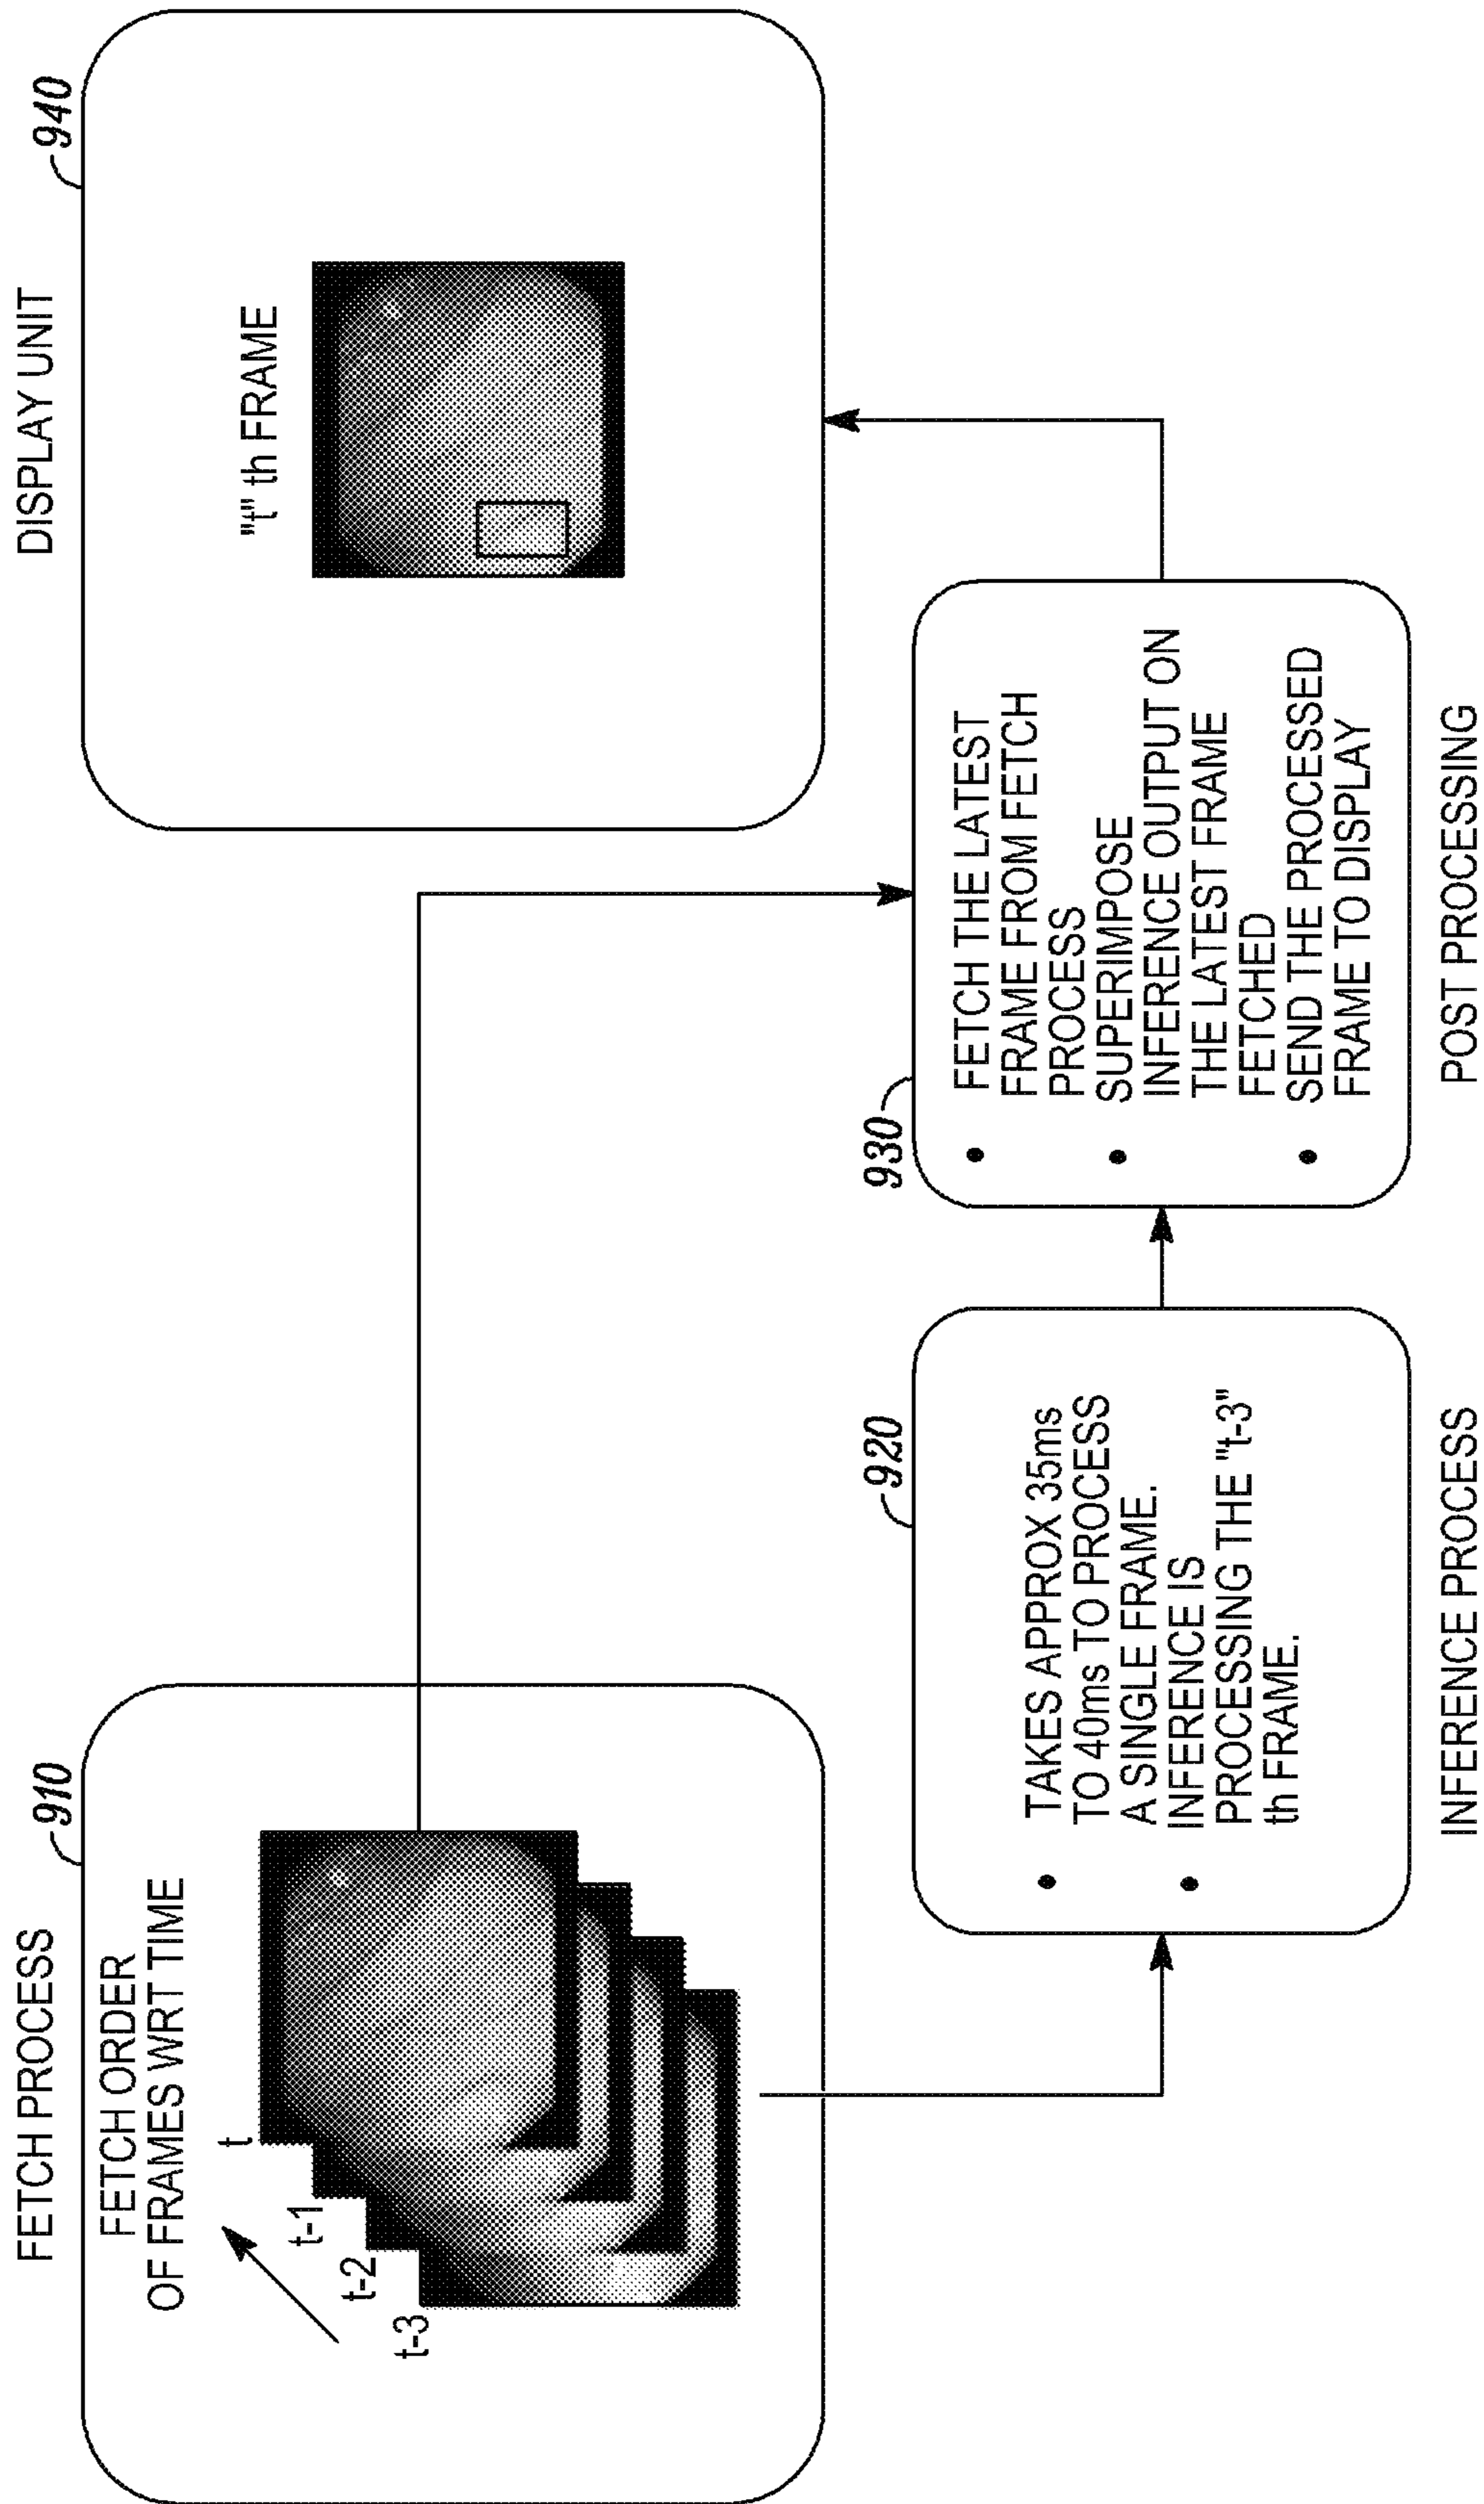 FETCH PROCESS
910
FETCH ORDER
OF FRAMES WRT TIME
t
t-1
t-2
t-3
DISPLAY UNIT
940
"t" th FRAME
920
• TAKES APPROX 35ms
TO 40ms TO PROCESS
A SINGLE FRAME.
• INFERENCE IS
PROCESSING THE "t-3"
th FRAME.
INFERENCE PROCESS
930
• FETCH THE LATEST
FRAME FROM FETCH
PROCESS
• SUPERIMPOSE
INFERENCE OUTPUT ON
THE LATEST FRAME
FETCHED
• SEND THE PROCESSED
FRAME TO DISPLAY
POST PROCESSING